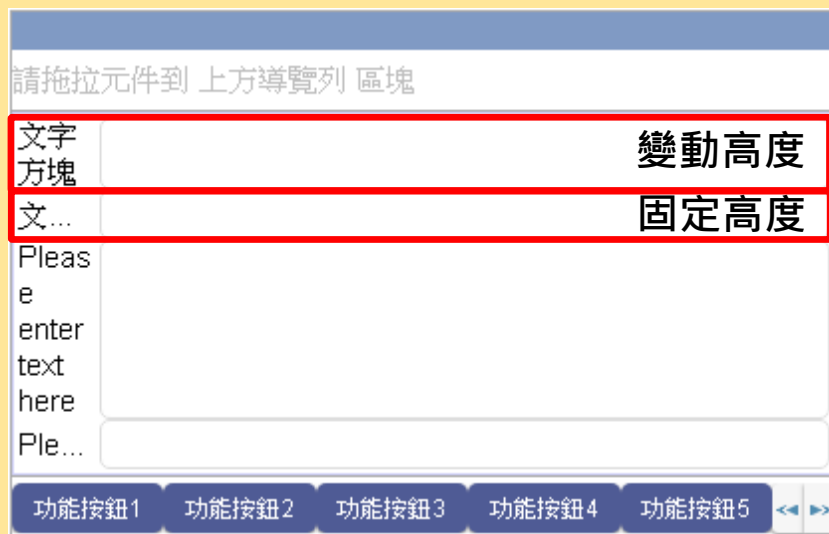 請拖拉元件到 上方導覽列 區塊
文字
方塊
變動高度
文...
固定高度
Pleas
e
enter
text
here
Ple...
功能按鈕1 功能按鈕2 功能按鈕3 功能按鈕4 功能按鈕5